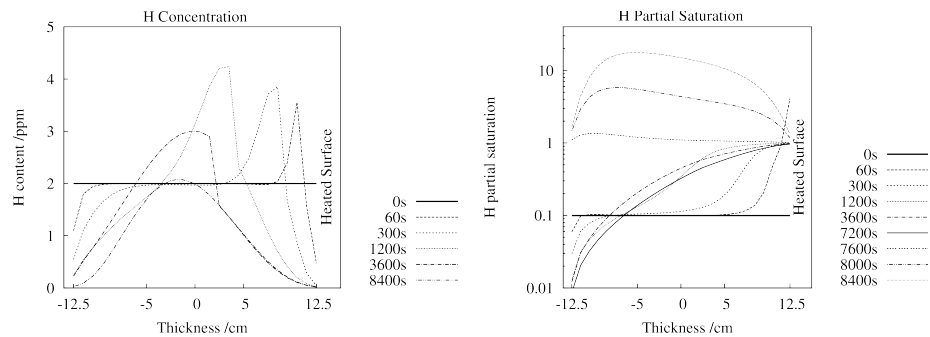 H Concentration
5
4
3
2
1
0
H content /ppm
-12.5
-5
0
5
12.5
Thickness /cm
Heated Surface
0s
60s
300s
1200s
3600s
8400s
H Partial Saturation
10
1
0.1
0.01
H partial saturation
-12.5
-5
0
5
12.5
Thickness /cm
Heated Surface
0s
60s
300s
1200s
3600s
7200s
7600s
8000s
8400s